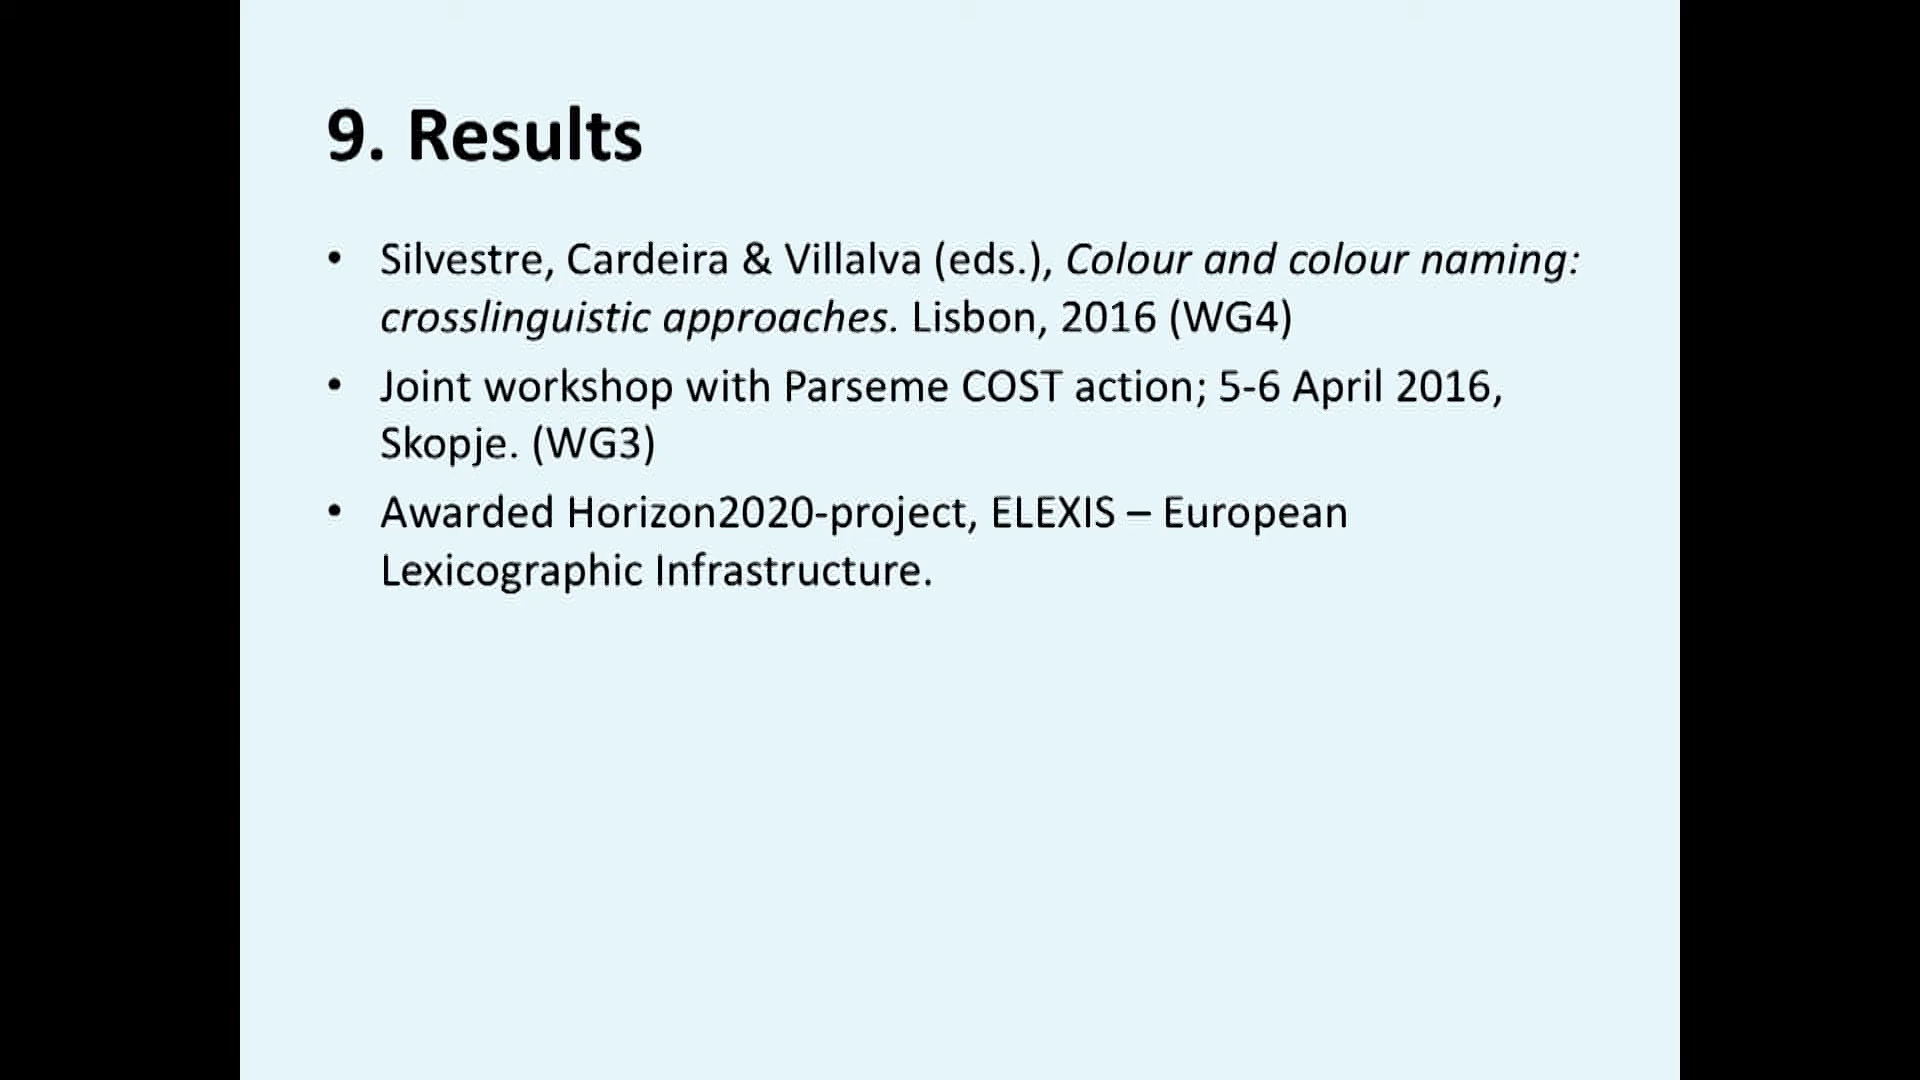 9. Results
• Silvestre, Cardeira & Villalva (eds.), Colour and colour naming:
crosslinguistic approaches. Lisbon, 2016 (WG4)
• Joint workshop with Parseme COST action; 5-6 April 2016,
Skopje. (WG3)
• Awarded Horizon2020-project, ELEXIS – European
Lexicographic Infrastructure.